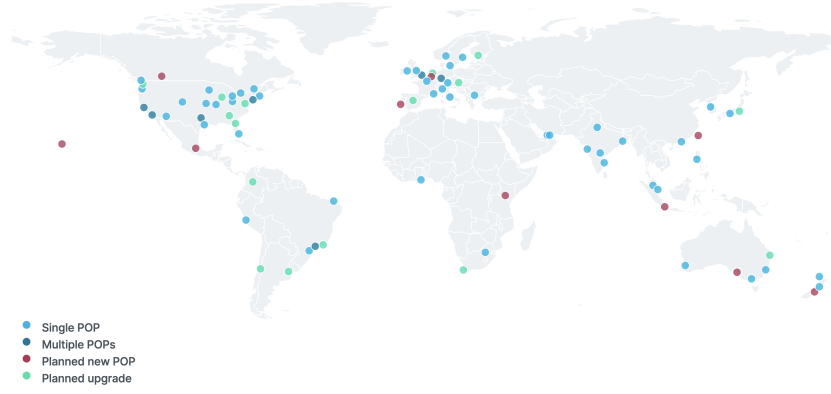 Single POP
Multiple POPs
Planned new POP
Planned upgrade